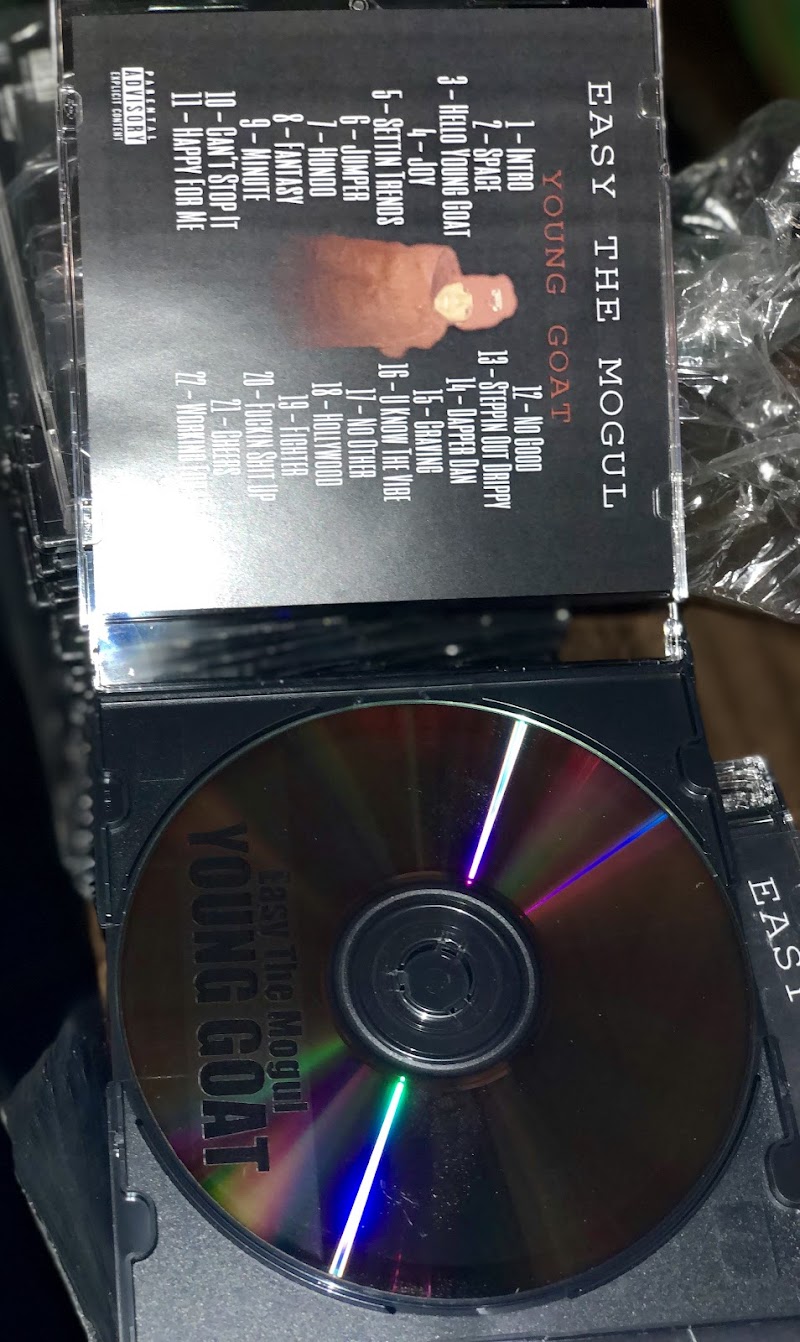 EASY THE MOGUL
YOUNG GOAT
1 - INTRO
2 - SPACE
3 - HELLO YOUNG GOAT
4 - JOY
5 - SETTIN TRENDS
6 - JUMPER
7 - HUNDO
8 - FANTASY
9 - MINUTE
10 - CAN'T STOP IT
11 - HAPPY FOR ME
12 - NO GOOD
13 - STEPPIN OUT DRIPPY
14 - DAPPER DAN
15 - CRAVING
16 - U KNOW THE VIBE
17 - NO OTHER
18 - HOLLYWOOD
19 - FIGHTER
20 - FUCKN SHIT UP
21 - CHEERS
22 - WORKING
PARENTAL
ADVISORY
EXPLICIT CONTENT
Easy The Mogul
YOUNG GOAT
EASY